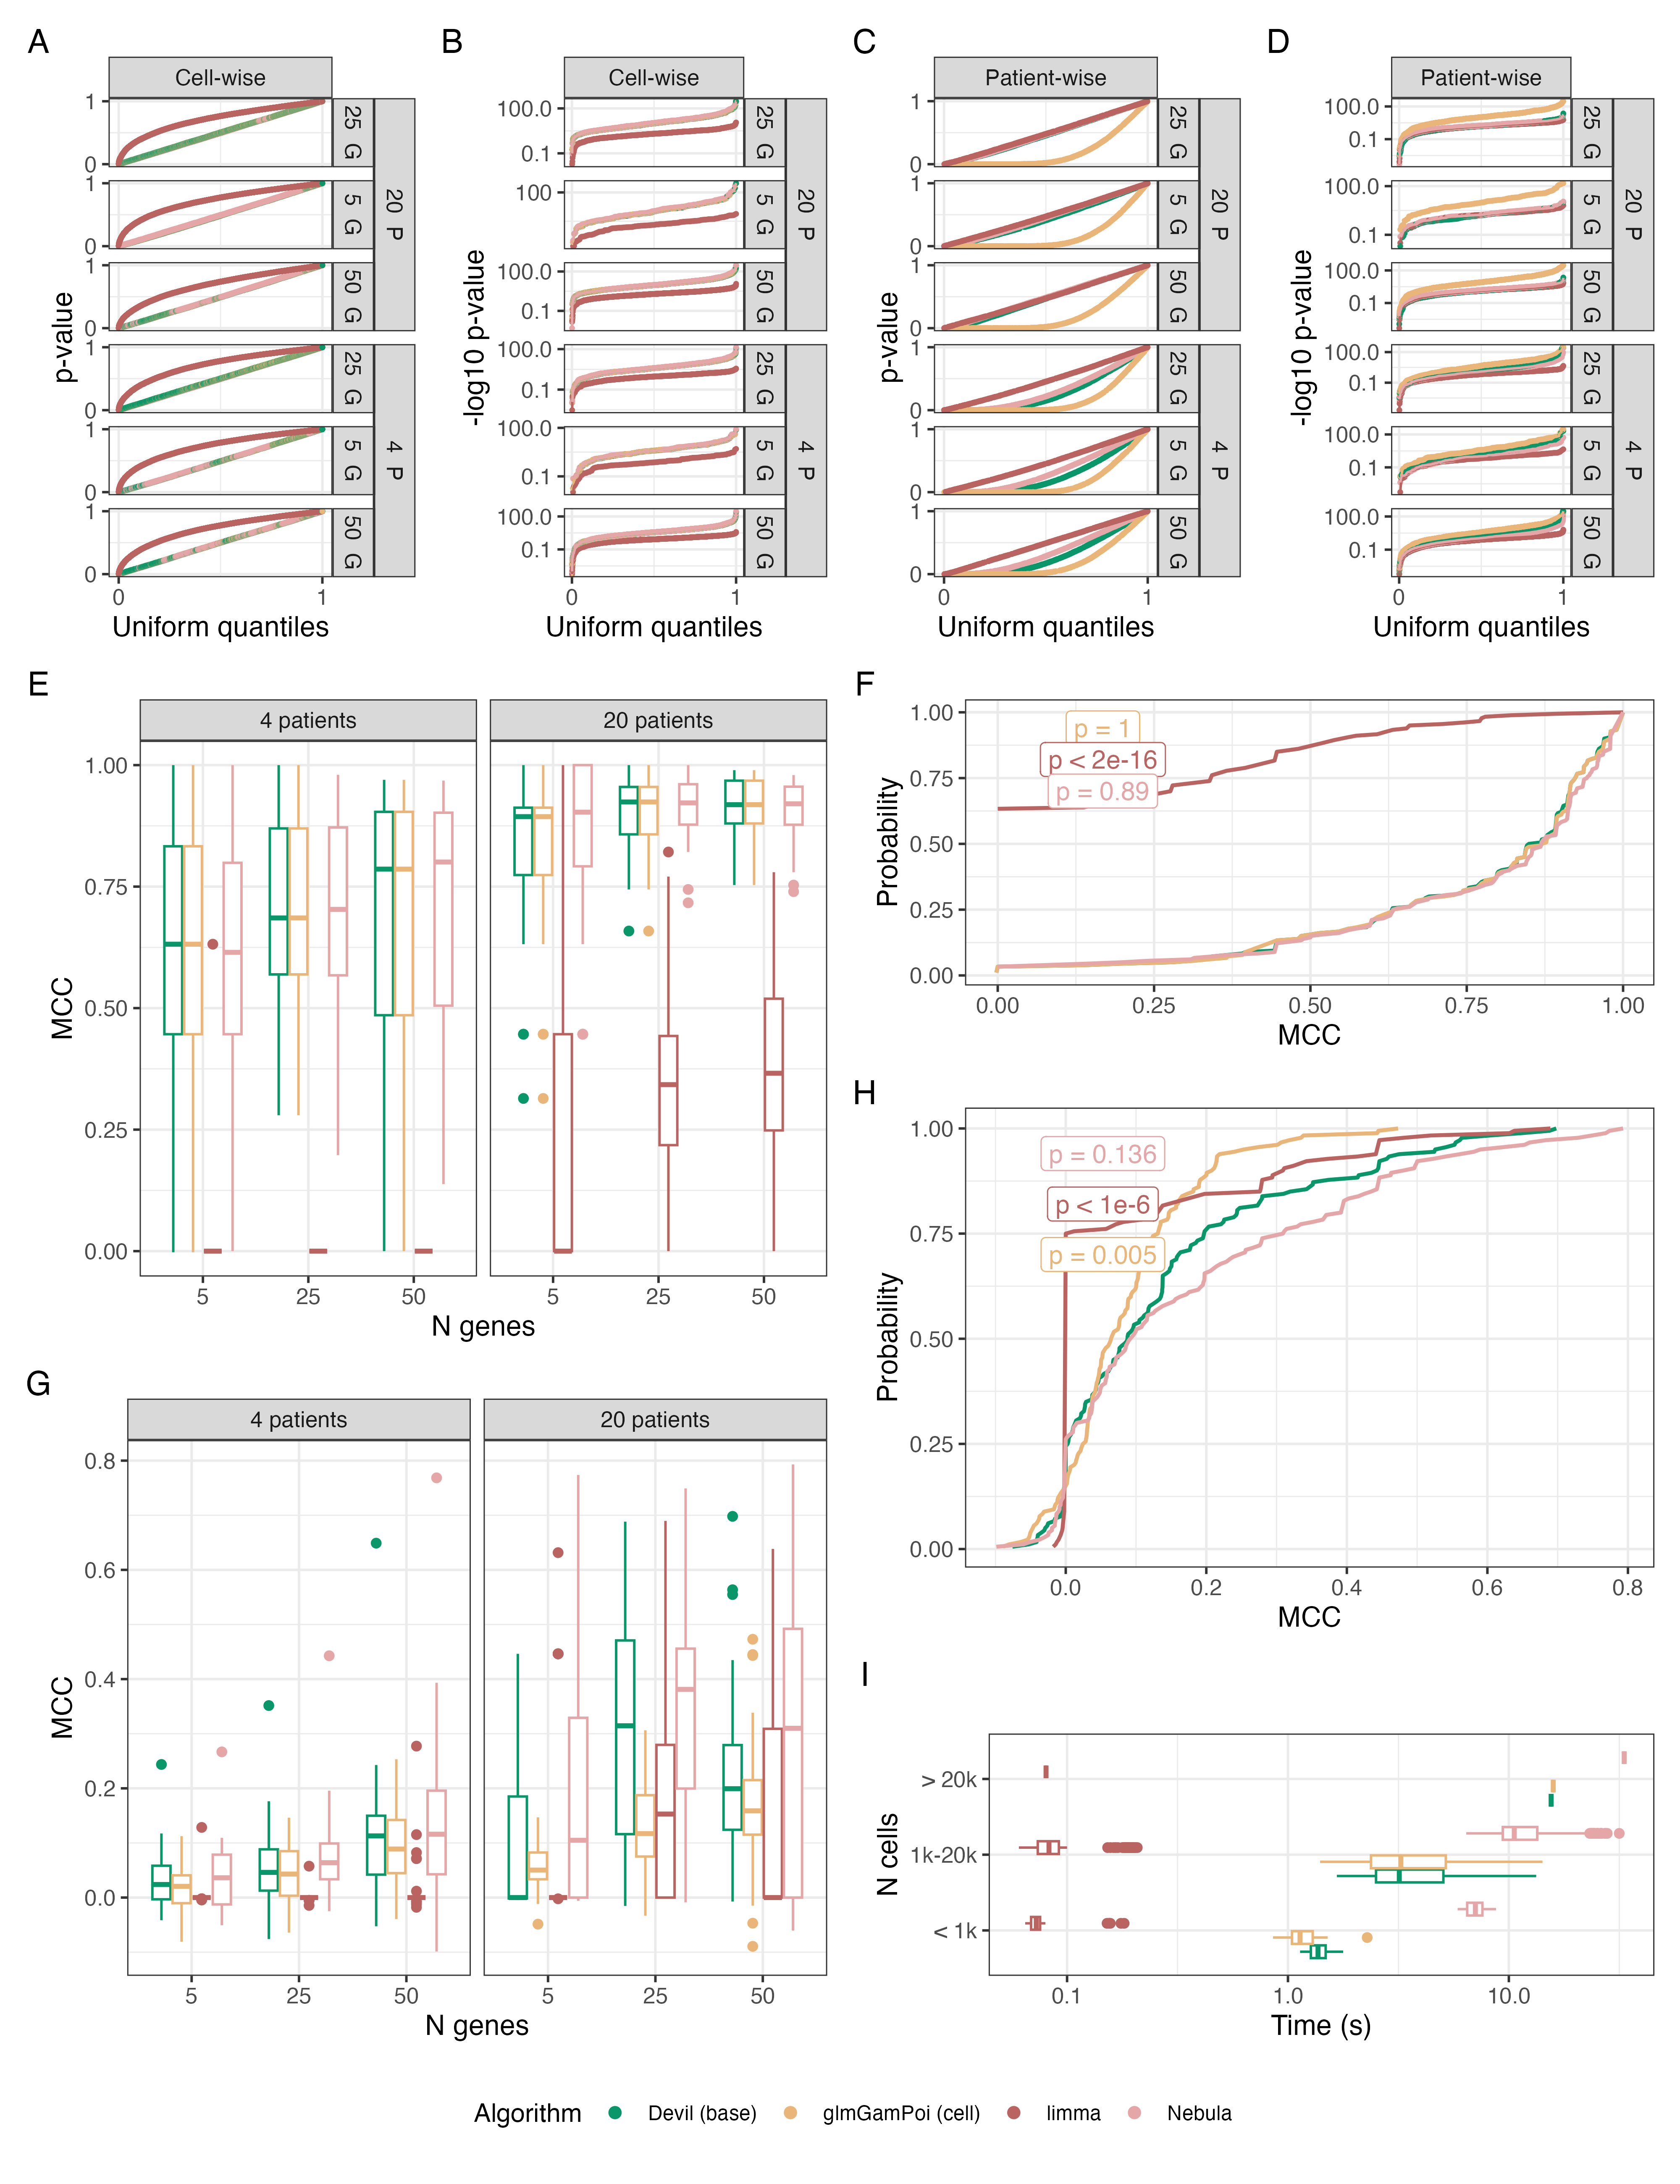 A
Cell-wise
p-value
1
0
25 G
1
0
5 G
1
0
50 G
20 P
1
0
25 G
1
0
5 G
1
0
50 G
4 P
0 1
Uniform quantiles
B
Cell-wise
-log10 p-value
100.0
0.1
25 G
100
5 G
100.0
0.1
50 G
20 P
100.0
0.1
25 G
100.0
0.1
5 G
100.0
0.1
50 G
4 P
0 1
Uniform quantiles
C
Patient-wise
p-value
1
0
25 G
1
0
5 G
1
0
50 G
20 P
1
0
25 G
1
0
5 G
1
0
50 G
4 P
0 1
Uniform quantiles
D
Patient-wise
-log10 p-value
100.0
0.1
25 G
100.0
0.1
5 G
100.0
0.1
50 G
20 P
100.0
0.1
25 G
100.0
0.1
5 G
100.0
0.1
50 G
4 P
0 1
Uniform quantiles
E
4 patients 20 patients
MCC
1.00
0.75
0.50
0.25
0.00
5 25 50 5 25 50
N genes
F
Probability
1.00
0.75
0.50
0.25
0.00
p = 1
p < 2e-16
p = 0.89
0.00 0.25 0.50 0.75 1.00
MCC
G
4 patients 20 patients
MCC
0.8
0.6
0.4
0.2
0.0
5 25 50 5 25 50
N genes
H
Probability
1.00
0.75
0.50
0.25
0.00
p = 0.136
p < 1e-6
p = 0.005
0.0 0.2 0.4 0.6 0.8
MCC
I
N cells
> 20k
1k-20k
< 1k
0.1 1.0 10.0
Time (s)
Algorithm Devil (base) glmGamPoi (cell) limma Nebula